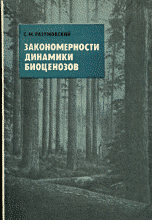 С. М. РАЗУМОВСКИЙ
ЗАКОНОМЕРНОСТИ
ДИНАМИКИ
БИОЦЕНОЗОВ